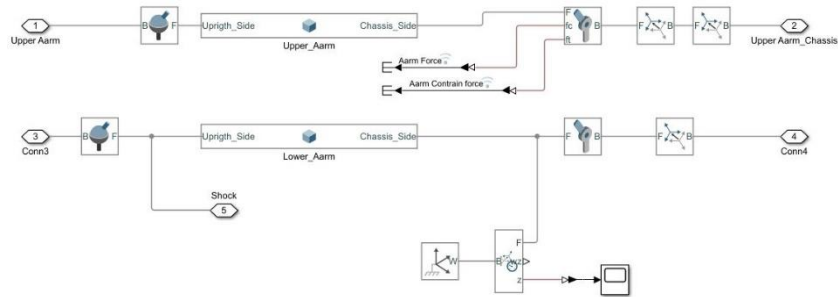 1
Upper Aarm
B F
Uprigth_Side Chassis_Side
Upper_Aarm
F
fc
ft
B
F B
F B
2
Upper Aarm_Chassis
Aarm Force
Aarm Contrain force
3
Conn3
B F
Uprigth_Side Chassis_Side
Lower_Aarm
F B
F B
4
Conn4
Shock
5
W
F
B
z